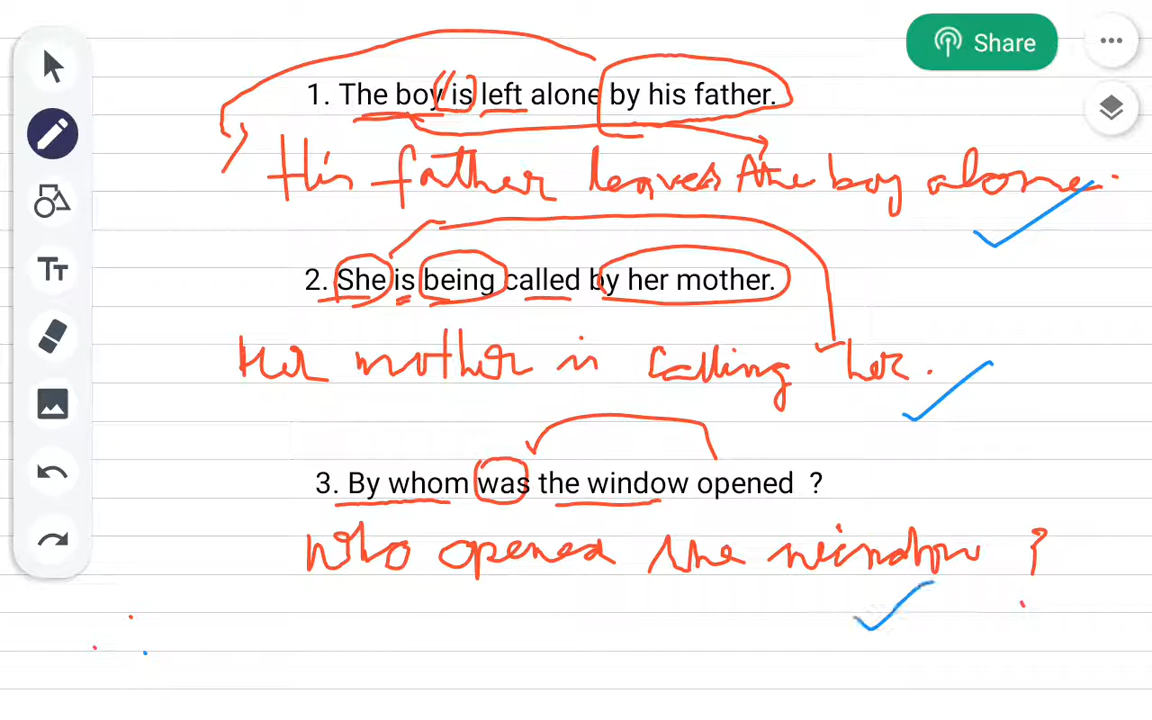 Share
1. The boy is left alone by his father.
His father leaves the boy alone.
2. She is being called by her mother.
Her mother is calling her.
3. By whom was the window opened ?
Who opened the window ?
TT